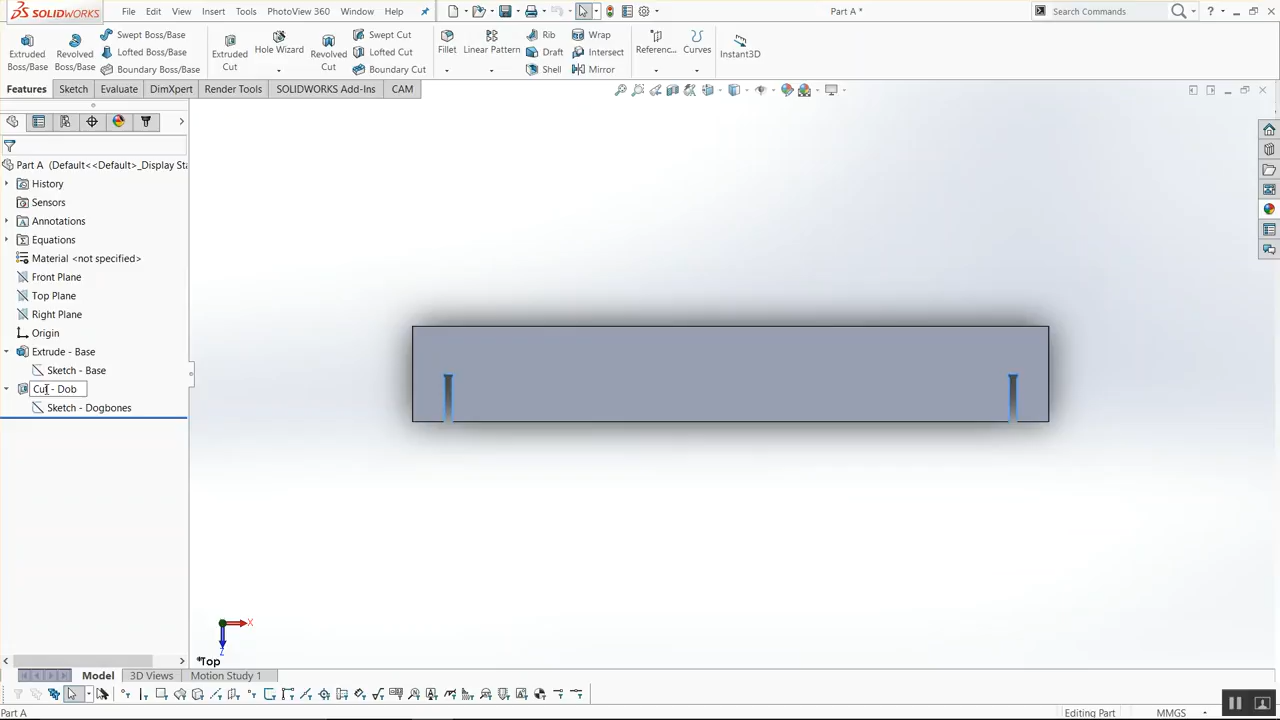 SOLIDWORKS File Edit View Insert Tools PhotoView 360 Window Help Part A * Search Commands
Extruded Boss/Base
Revolved Boss/Base
Swept Boss/Base
Lofted Boss/Base
Boundary Boss/Base
Extruded Cut
Hole Wizard
Revolved Cut
Swept Cut
Lofted Cut
Boundary Cut
Fillet
Linear Pattern
Rib
Draft
Shell
Wrap
Intersect
Mirror
Referenc...
Curves
Instant3D
Features Sketch Evaluate DimXpert Render Tools SOLIDWORKS Add-Ins CAM
Part A (Default<<Default>_Display Sta
History
Sensors
Annotations
Equations
Material <not specified>
Front Plane
Top Plane
Right Plane
Origin
Extrude - Base
Sketch - Base
Cut - Dob
Sketch - Dogbones
X
Z
*Top
Model 3D Views Motion Study 1
Part A Editing Part MMGS